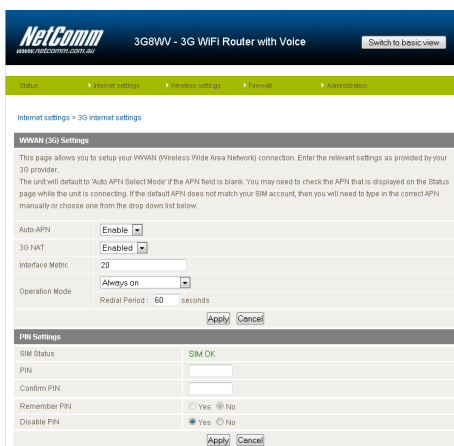 NetComm
www.netcomm.com.au
3G8WV - 3G WiFi Router with Voice
Switch to basic view
Status Internet settings Wireless settings Firewall Administration
Internet settings > 3G internet settings
WWAN (3G) Settings
This page allows you to setup your WWAN (Wireless Wide Area Network) connection. Enter the relevant settings as provided by your
3G provider.
The unit will default to 'Auto APN Select Mode' if the APN field is blank. You may need to check the APN that is displayed on the Status
page while the unit is connecting. If the default APN does not match your SIM account, then you will need to type in the correct APN
manually or choose one from the drop down list below.
Auto-APN Enable
3G NAT Enabled
Interface Metric 20
Operation Mode Always on
Redial Period : 60 seconds
Apply Cancel
PIN Settings
SIM Status SIM OK
PIN
Confirm PIN
Remember PIN Yes No
Disable PIN Yes No
Apply Cancel